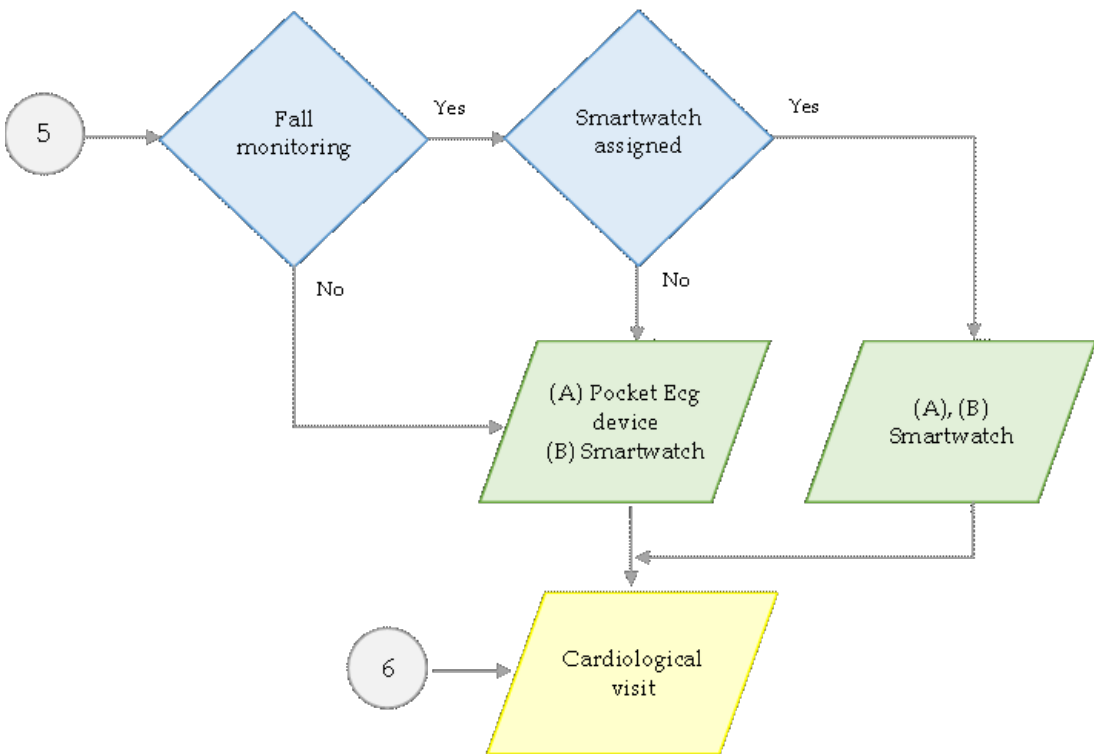 5
Fall
monitoring
Yes
Smartwatch
assigned
Yes
No
No
(A) Pocket Ecg
device
(B) Smartwatch
(A), (B)
Smartwatch
6
Cardiological
visit